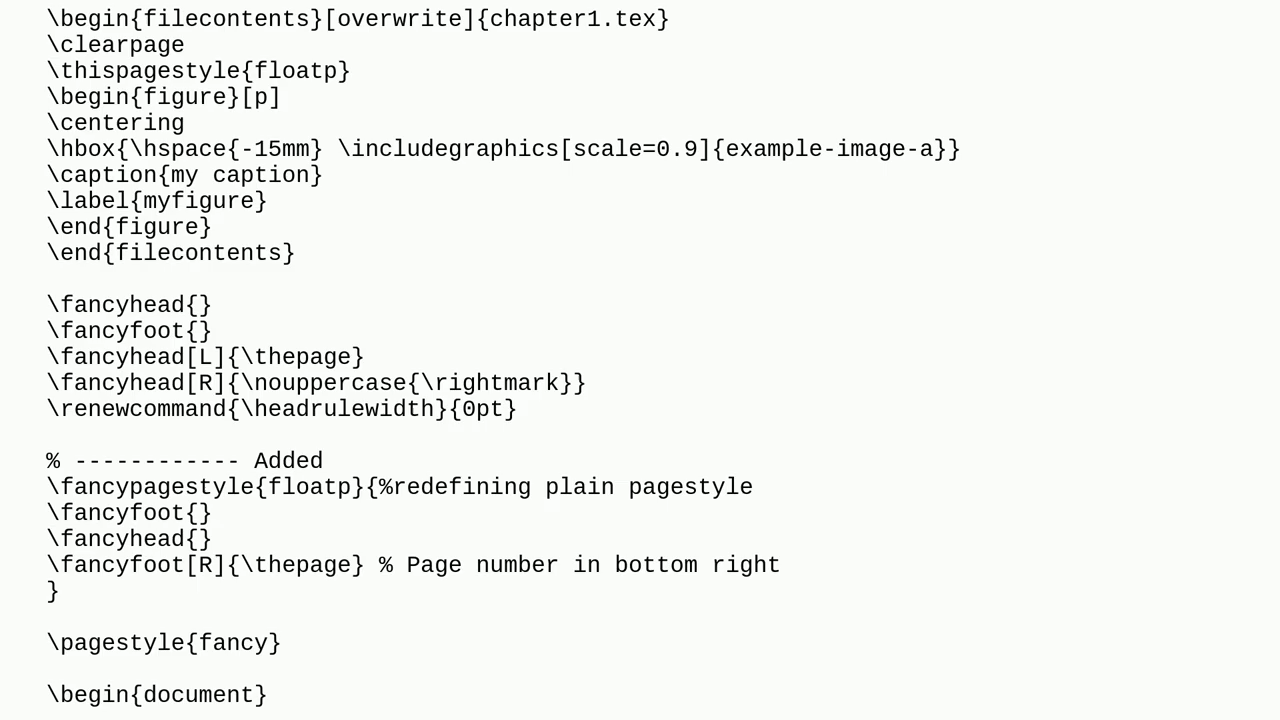 \begin{filecontents}[overwrite]{chapter1.tex}
\clearpage
\thispagestyle{floatp}
\begin{figure}[p]
\centering
\hbox{\hspace{-15mm} \includegraphics[scale=0.9]{example-image-a}}
\caption{my caption}
\label{myfigure}
\end{figure}
\end{filecontents}
\fancyhead{}
\fancyfoot{}
\fancyhead[L]{\thepage}
\fancyhead[R]{\nouppercase{\rightmark}}
\renewcommand{\headrulewidth}{0pt}
% ------------ Added
\fancypagestyle{floatp}{%redefining plain pagestyle
\fancyfoot{}
\fancyhead{}
\fancyfoot[R]{\thepage} % Page number in bottom right
}
\pagestyle{fancy}
\begin{document}